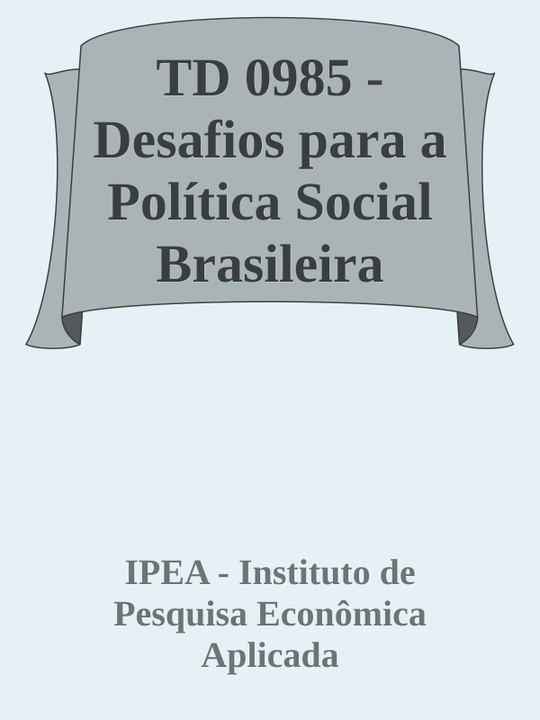 TD 0985 -
Desafios para a
Política Social
Brasileira
IPEA - Instituto de
Pesquisa Econômica
Aplicada